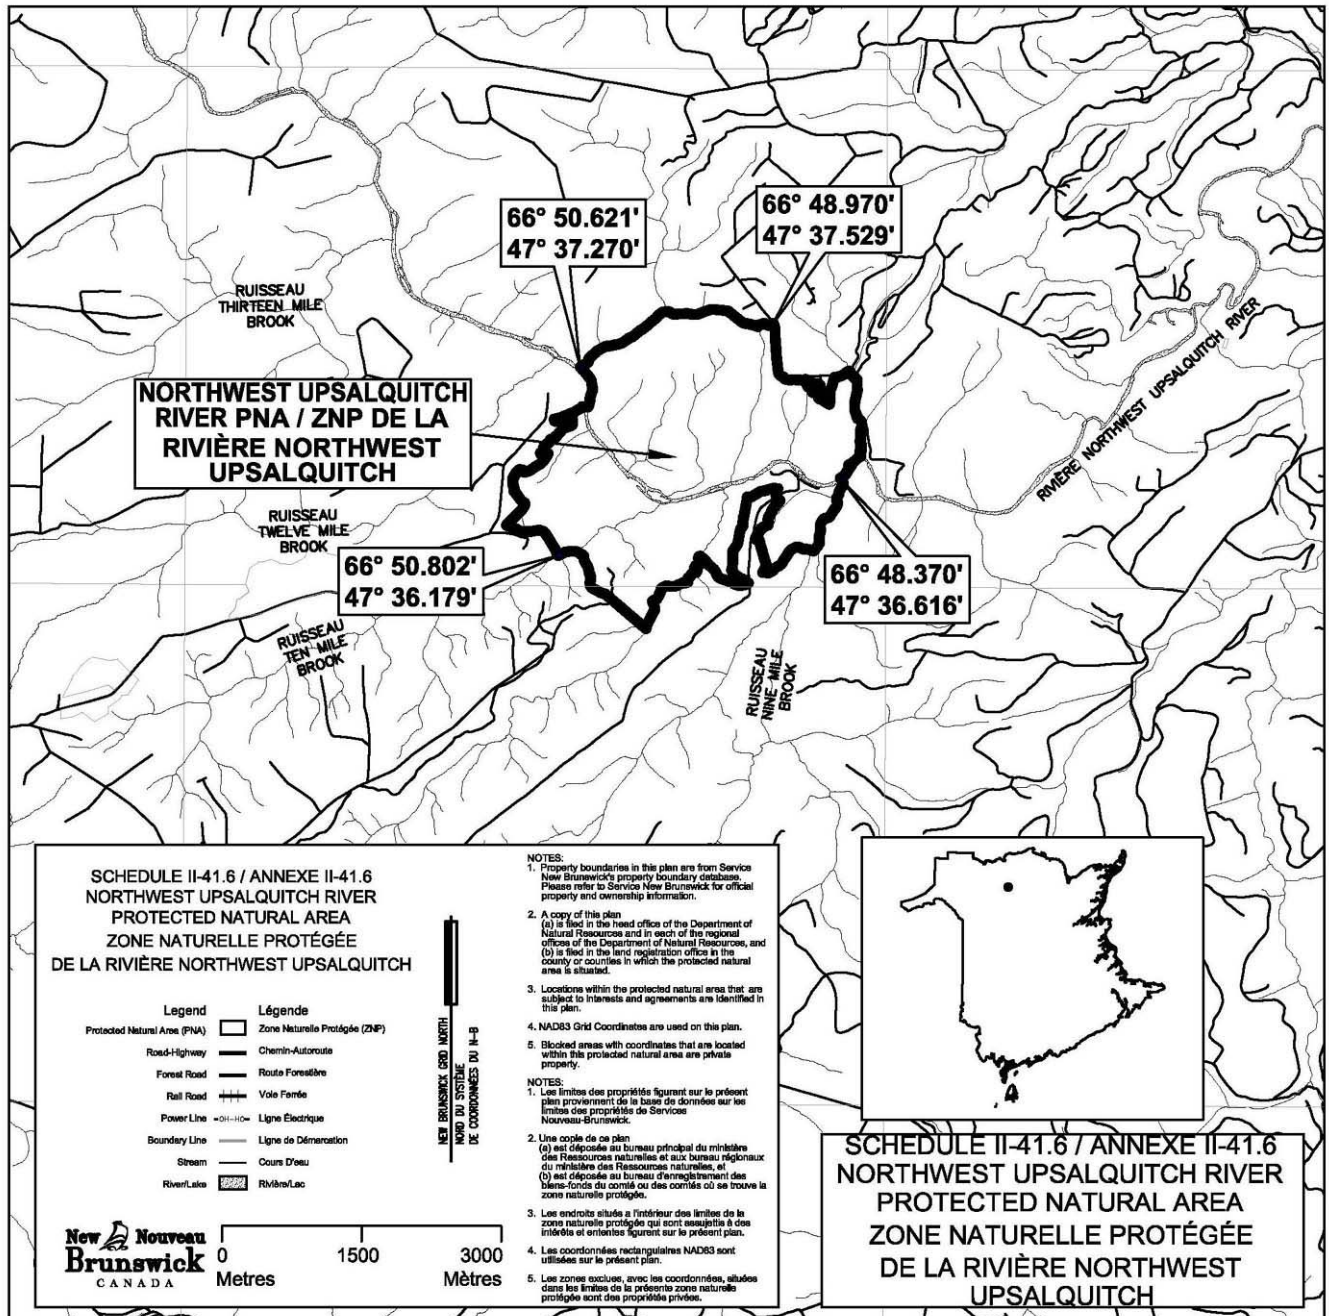 66° 50.621'
47° 37.270'
66° 48.970'
47° 37.529'
RUISSEAU
THIRTEEN MILE
BROOK
NORTHWEST UPSALQUITCH
RIVER PNA / ZNP DE LA
RIVIÈRE NORTHWEST
UPSALQUITCH
RIVIÈRE NORTHWEST UPSALQUITCH RIVER
RUISSEAU
TWELVE MILE
BROOK
66° 50.802'
47° 36.179'
66° 48.370'
47° 36.616'
RUISSEAU
TEN MILE
BROOK
RUISSEAU
NINE MILE
BROOK
SCHEDULE II-41.6 / ANNEXE II-41.6
NORTHWEST UPSALQUITCH RIVER
PROTECTED NATURAL AREA
ZONE NATURELLE PROTÉGÉE
DE LA RIVIÈRE NORTHWEST UPSALQUITCH
Legend Légende
Protected Natural Area (PNA) Zone Naturelle Protégée (ZNP)
Road-Highway Chemin-Autoroute
Forest Road Route Forestière
Rail Road Voie Ferrée
Power Line -OH-HO- Ligne Électrique
Boundary Line Ligne de Démarcation
Stream Cours D'eau
River/Lake Rivière/Lac
NEW BRUNSWICK GRID NORTH
NORD DU SYSTÈME
DE COORDONNÉES DU N-B
New Nouveau
Brunswick
CANADA
0 1500 3000
Metres Mètres
NOTES:
1. Property boundaries in this plan are from Service
New Brunswick's property boundary database.
Please refer to Service New Brunswick for official
property and ownership information.
2. A copy of this plan
(a) is filed in the head office of the Department of
Natural Resources and in each of the regional
offices of the Department of Natural Resources, and
(b) is filed in the land registration office in the
county or counties in which the protected natural
area is situated.
3. Locations within the protected natural area that are
subject to interests and agreements are identified in
this plan.
4. NAD83 Grid Coordinates are used on this plan.
5. Blocked areas with coordinates that are located
within this protected natural area are private
property.
NOTES:
1. Les limites des propriétés figurant sur le présent
plan proviennent de la base de données sur les
limites des propriétés de Services
Nouveau-Brunswick.
2. Une copie de ce plan
(a) est déposée au bureau principal du ministère
des Ressources naturelles et aux bureau régionaux
du ministère des Ressources naturelles, et
(b) est déposée au bureau d'enregistrement des
biens-fonds du comté ou des comtés où se trouve la
zone naturelle protégée.
3. Les endroits situés a l'intérieur des limites de la
zone naturelle protégée qui sont assujettis à des
intérêts et ententes figurent sur le présent plan.
4. Les coordonnées rectangulaires NAD83 sont
utilisées sur le présent plan.
5. Les zones exclues, avec les coordonnées, situées
dans les limites de la présente zone naturelle
protégée sont des propriétés privées.
SCHEDULE II-41.6 / ANNEXE II-41.6
NORTHWEST UPSALQUITCH RIVER
PROTECTED NATURAL AREA
ZONE NATURELLE PROTÉGÉE
DE LA RIVIÈRE NORTHWEST
UPSALQUITCH